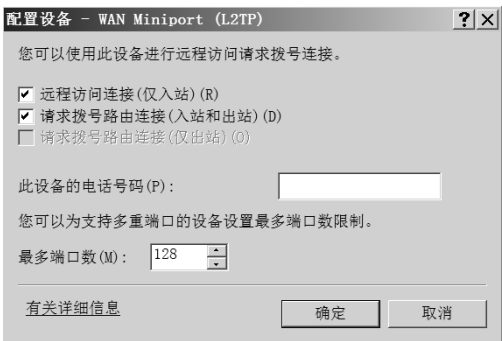 配置设备 - WAN Miniport (L2TP)
您可以使用此设备进行远程访问请求拨号连接。
远程访问连接(仅入站)(R)
请求拨号路由连接(入站和出站)(D)
请求拨号路由连接(仅出站)(O)
此设备的电话号码(P):
您可以为支持多重端口的设备设置最多端口数限制。
最多端口数(M): 128
有关详细信息 确定 取消